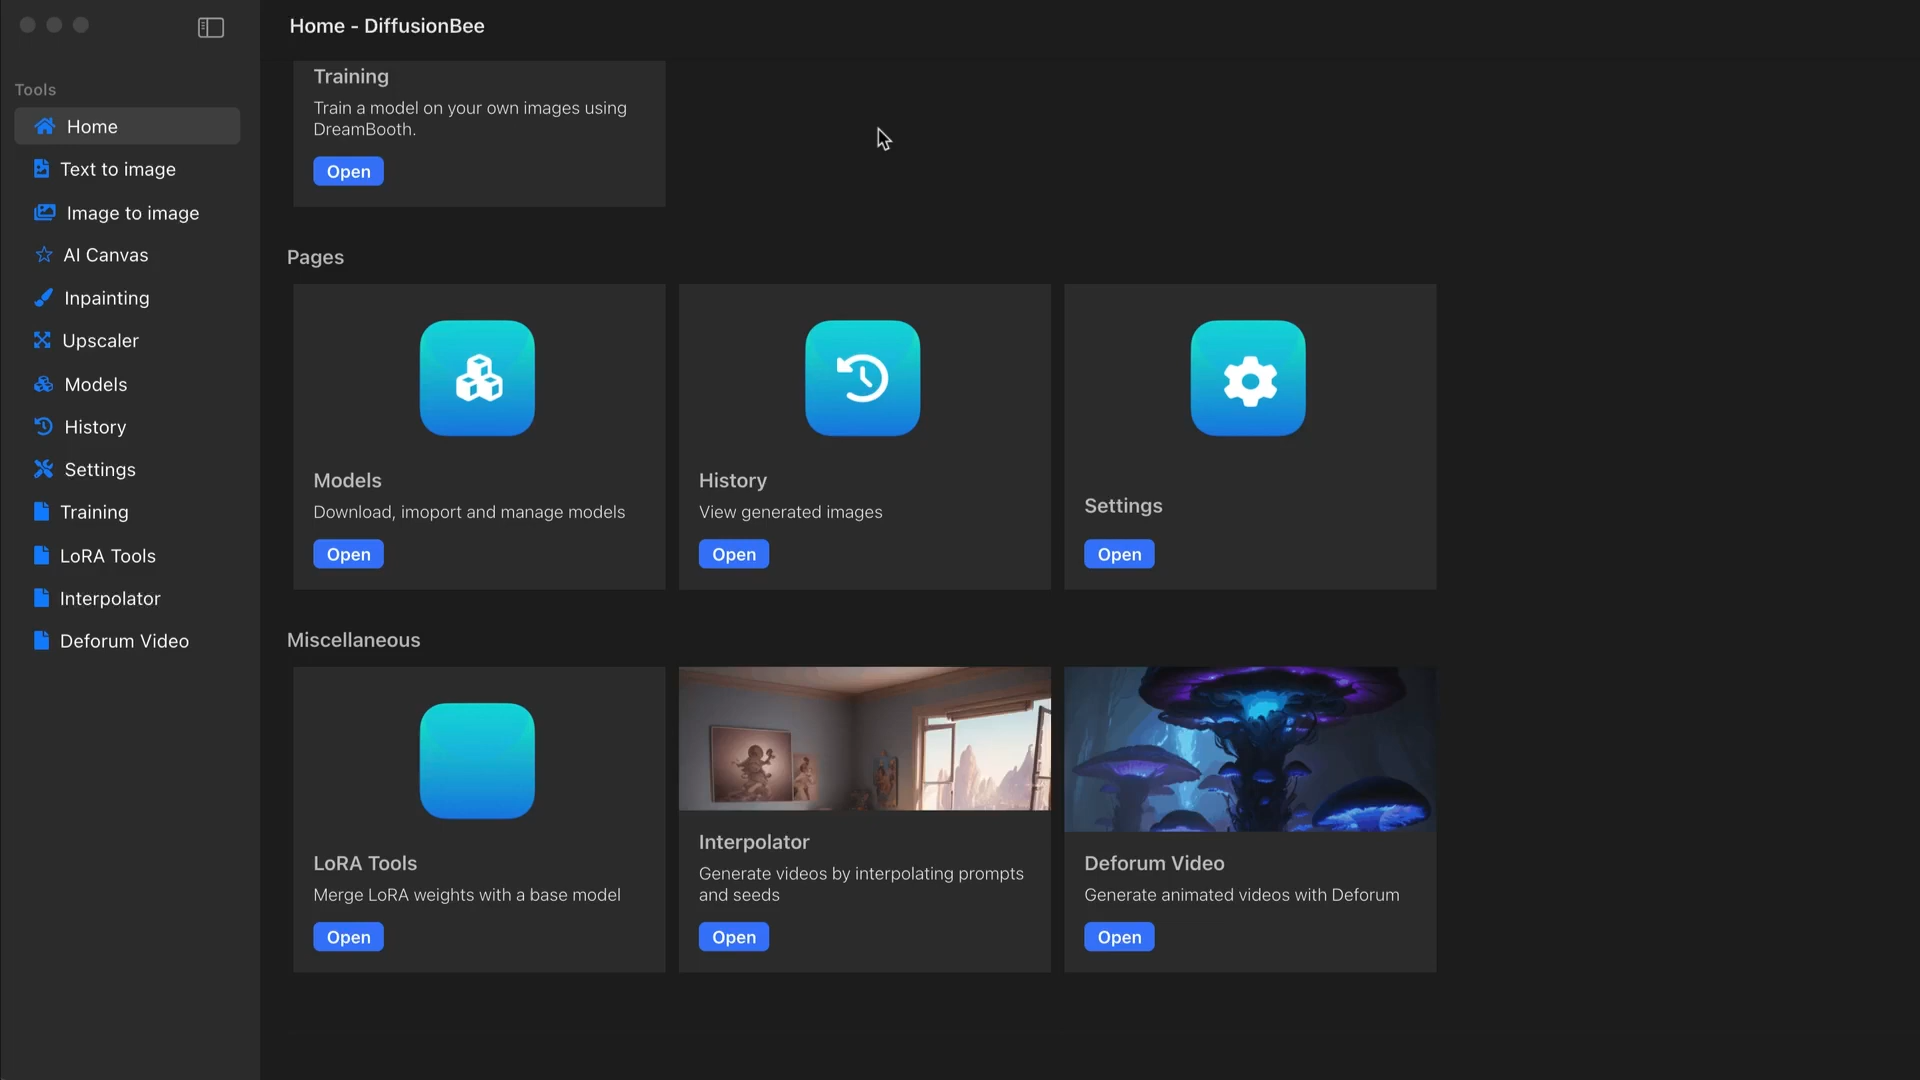 Home - DiffusionBee
Tools
Home
Text to image
Image to image
AI Canvas
Inpainting
Upscaler
Models
History
Settings
Training
LoRA Tools
Interpolator
Deforum Video
Training
Train a model on your own images using
DreamBooth.
Open
Pages
Models
Download, imoport and manage models
Open
History
View generated images
Open
Settings
Open
Miscellaneous
LoRA Tools
Merge LoRA weights with a base model
Open
Interpolator
Generate videos by interpolating prompts
and seeds
Open
Deforum Video
Generate animated videos with Deforum
Open